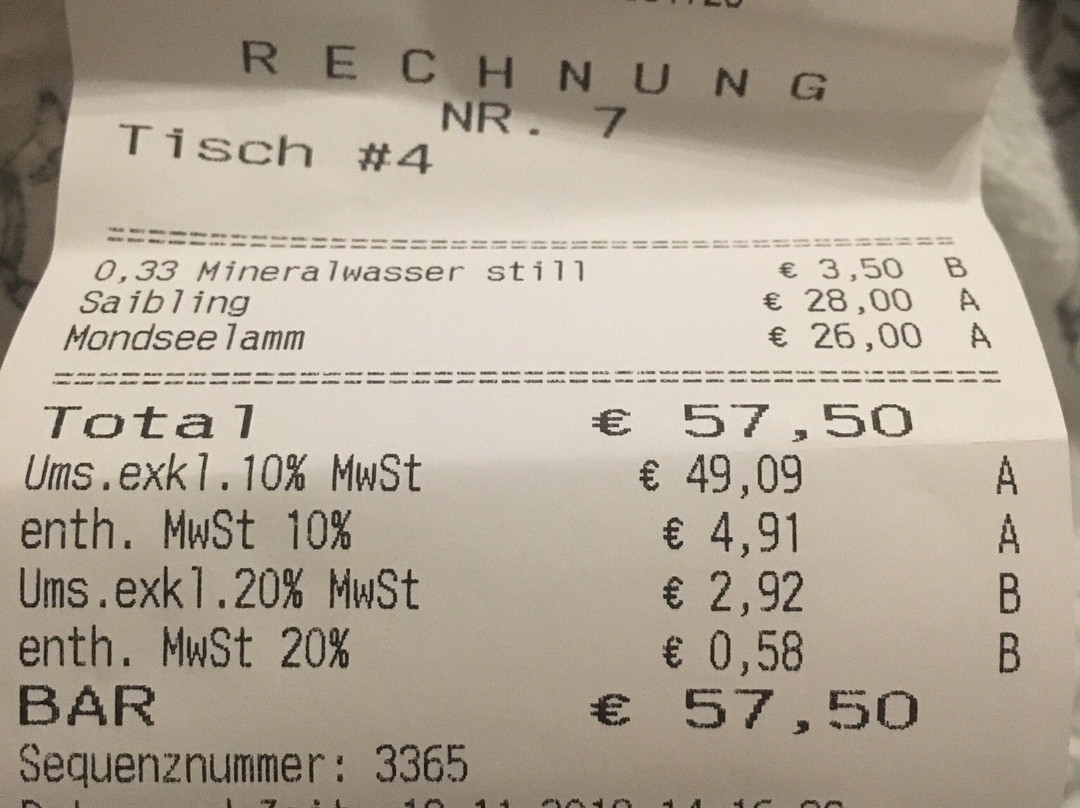 R E C H N U N G
NR. 7
Tisch #4
0,33 Mineralwasser still € 3,50 B
Saibling € 28,00 A
Mondseelamm € 26,00 A
Total € 57,50
Ums.exkl.10% MwSt € 49,09 A
enth. MwSt 10% € 4,91 A
Ums.exkl.20% MwSt € 2,92 B
enth. MwSt 20% € 0,58 B
BAR € 57,50
Sequenznummer: 3365